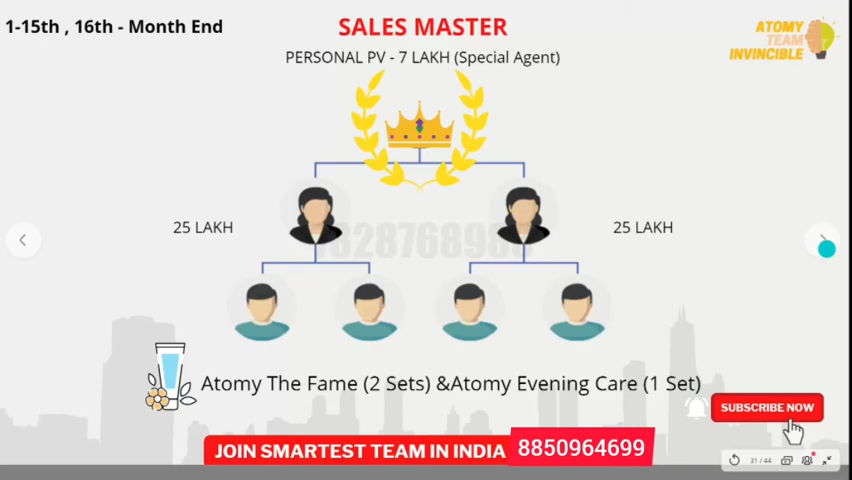 1-15th , 16th - Month End
SALES MASTER
PERSONAL PV - 7 LAKH (Special Agent)
ATOMY
TEAM
INVINCIBLE
25 LAKH
25 LAKH
Atomy The Fame (2 Sets) &Atomy Evening Care (1 Set)
SUBSCRIBE NOW
JOIN SMARTEST TEAM IN INDIA
8850964699
31 / 44